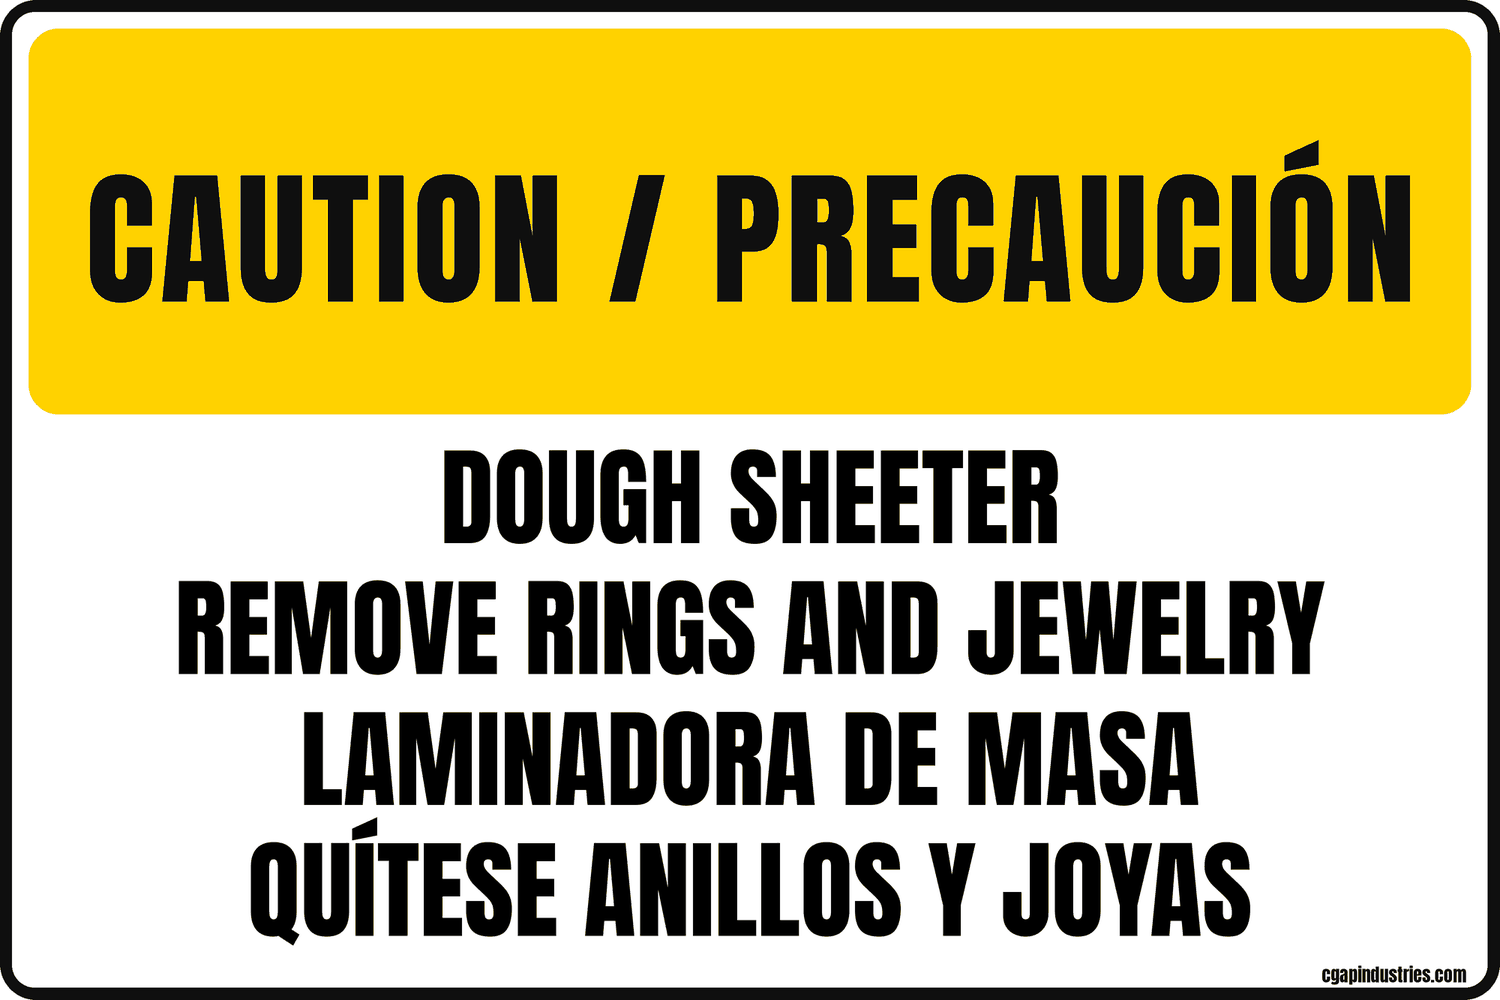 CAUTION / PRECAUCIÓN
DOUGH SHEETER
REMOVE RINGS AND JEWELRY
LAMINADORA DE MASA
QUÍTESE ANILLOS Y JOYAS
cgapindustries.com